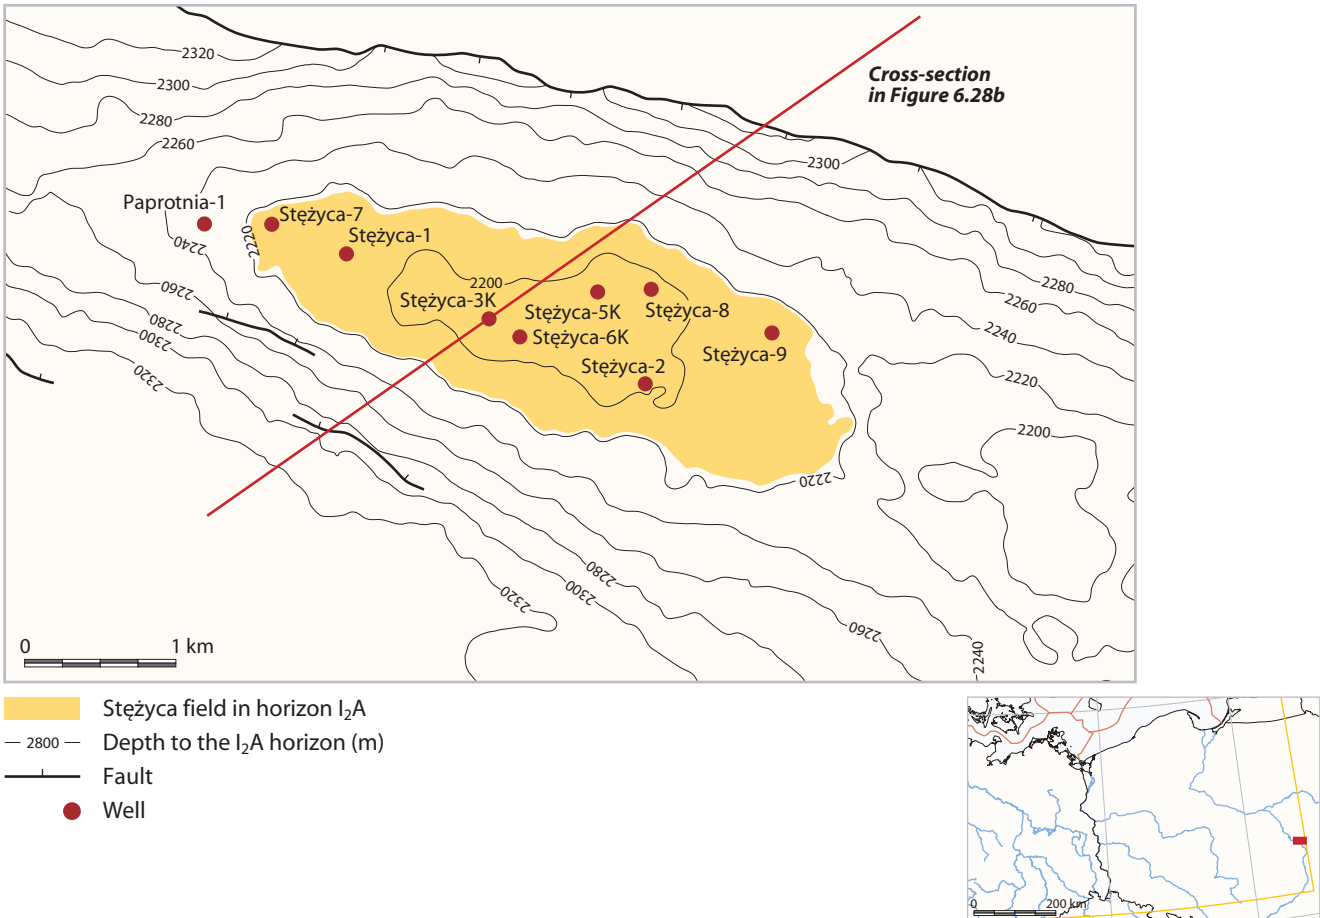 2320
Cross-section
in Figure 6.28b
2300
2280
2260
2300
Paprotnia-1
Stężyca-7
Stężyca-1
2220
2240
2200
2280
2260
Stężyca-3K
2260
Stężyca-5K
Stężyca-8
2280
2240
2300
Stężyca-6K
Stężyca-9
Stężyca-2
2320
2220
2200
2220
2280
2300
2320
2260
2240
0 1 km
Stężyca field in horizon I₂A
2800 Depth to the I₂A horizon (m)
Fault
Well
0 200 km